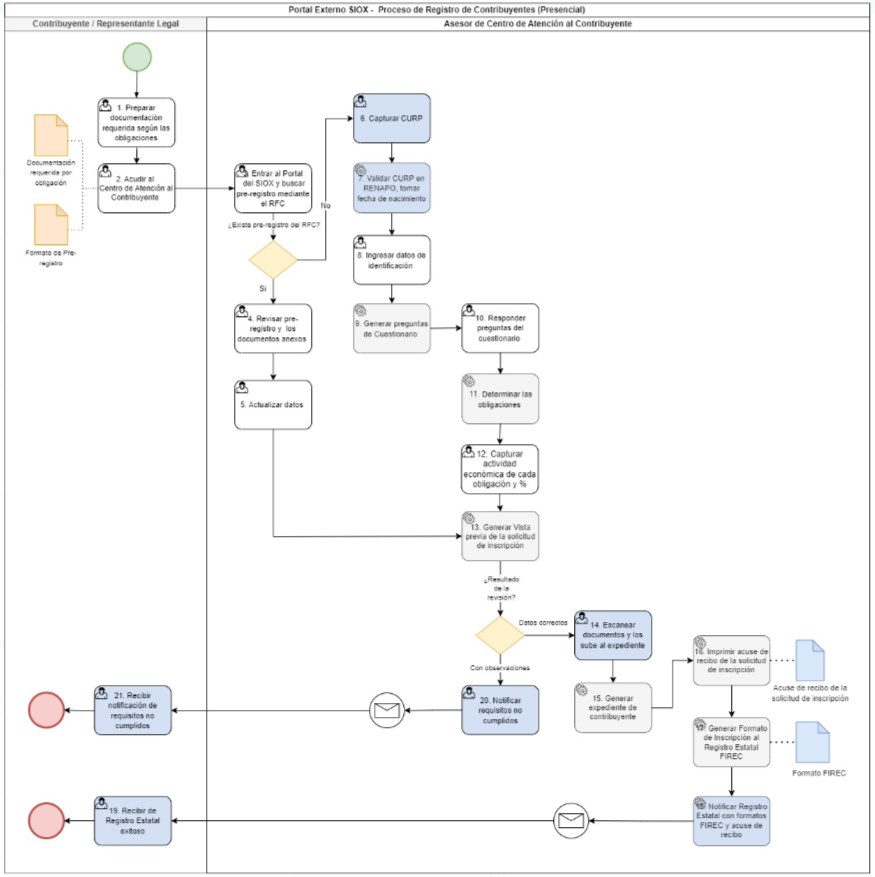 Portal Externo SIOX - Proceso de Registro de Contribuyentes (Presencial)
Contribuyente / Representante Legal
Asesor de Centro de Atención al Contribuyente
1. Preparar
documentación
requerida según las
obligaciones
Documentación
requerida por
obligación
2. Acudir al
Centro de Atención al
Contribuyente
Formato de Pre-
registro
3. Entrar al Portal
del SIOX y buscar
pre-registro mediante
el RFC
¿Existe pre-registro del RFC?
No
Si
4. Revisar pre-
registro y los
documentos anexos
5. Actualizar datos
6. Capturar CURP
7. Validar CURP en
RENAPO, tomar
fecha de nacimiento
8. Ingresar datos de
identificación
9. Generar preguntas
de Cuestionario
10. Responder
preguntas del
cuestionario
11. Determinar las
obligaciones
12. Capturar
actividad
económica de cada
obligación y %
13. Generar Vista
previa de la solicitud
de inscripción
¿Resultado
de la
revisión?
Datos correctos
Con observaciones
14. Escanear
documentos y los
sube al expediente
15. Generar
expediente de
contribuyente
16. Imprimir acuse de
recibo de la solicitud
de inscripción
Acuse de recibo de la
solicitud de inscripción
17. Generar Formato
de Inscripción al
Registro Estatal
FIREC
Formato FIREC
18. Notificar Registro
Estatal con formatos
FIREC y acuse de
recibo
20. Notificar
requisitos no
cumplidos
21. Recibir
notificación de
requisitos no
cumplidos
19. Recibir de
Registro Estatal
exitoso